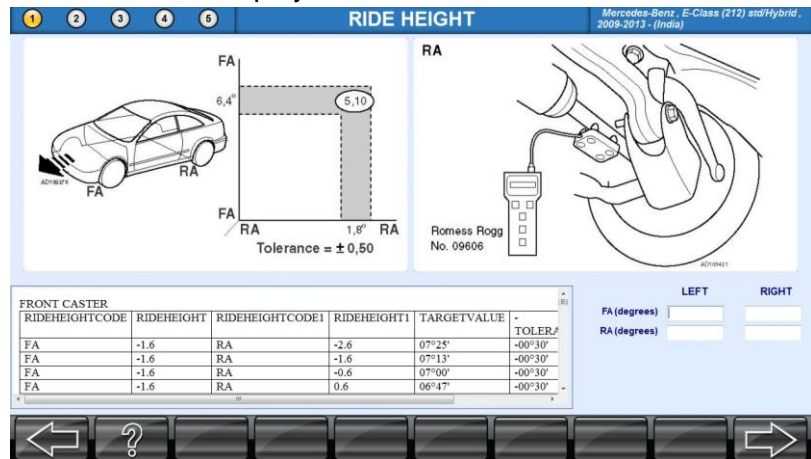 1 2 3 4 5
RIDE HEIGHT
Mercedes-Benz , E-Class (212) std/Hybrid ,
2009-2013 - (India)
FA
6,4°
5,10
RA
FA
FA
RA
1,8° RA
Tolerance = ± 0,50
RA
Romess Rogg
No. 09606
AD105421
FRONT CASTER
RIDEHEIGHTCODE RIDEHEIGHT RIDEHEIGHTCODE1 RIDEHEIGHT1 TARGETVALUE -
TOLERA
FA -1.6 RA -2.6 07°25' -00°30'
FA -1.6 RA -1.6 07°13' -00°30'
FA -1.6 RA -0.6 07°00' -00°30'
FA -1.6 RA 0.6 06°47' -00°30'
LEFT RIGHT
FA (degrees)
RA (degrees)
?